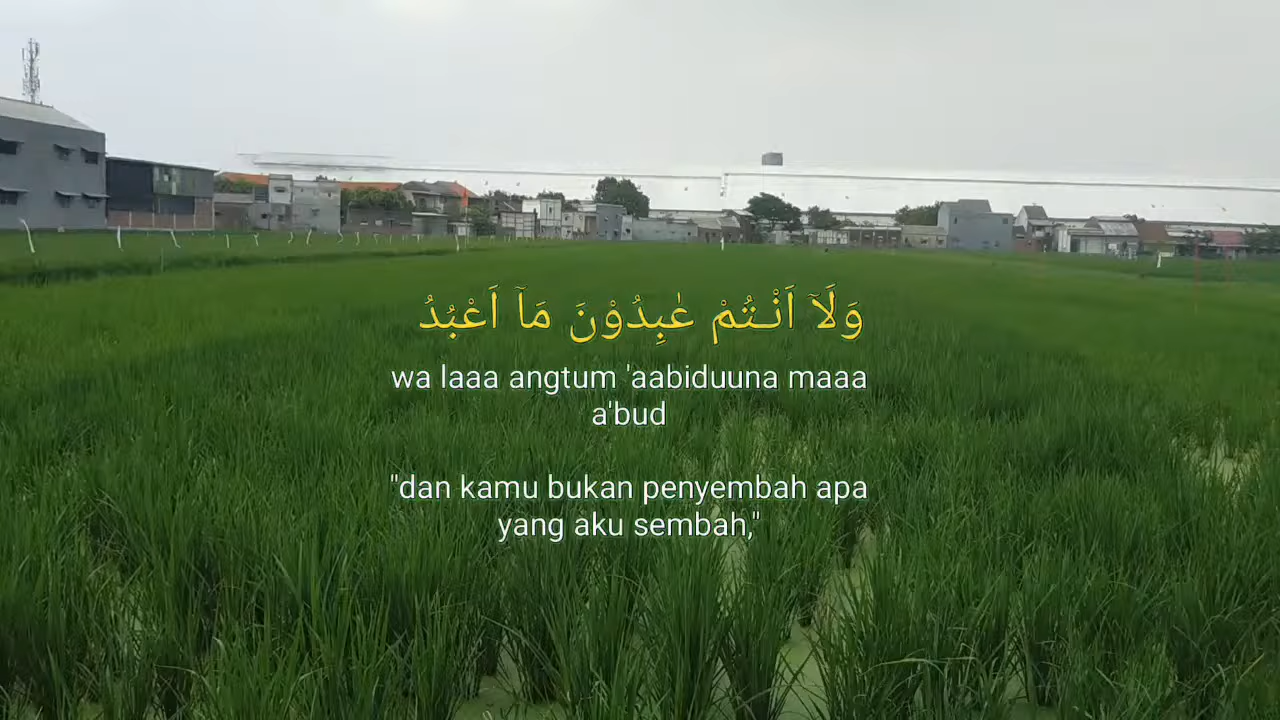 وَلَآ اَنْـتُمْ عٰبِدُوْنَ مَآ اَعْبُدُ
wa laaa angtum 'aabiduuna maaa
a'bud
"dan kamu bukan penyembah apa
yang aku sembah,"